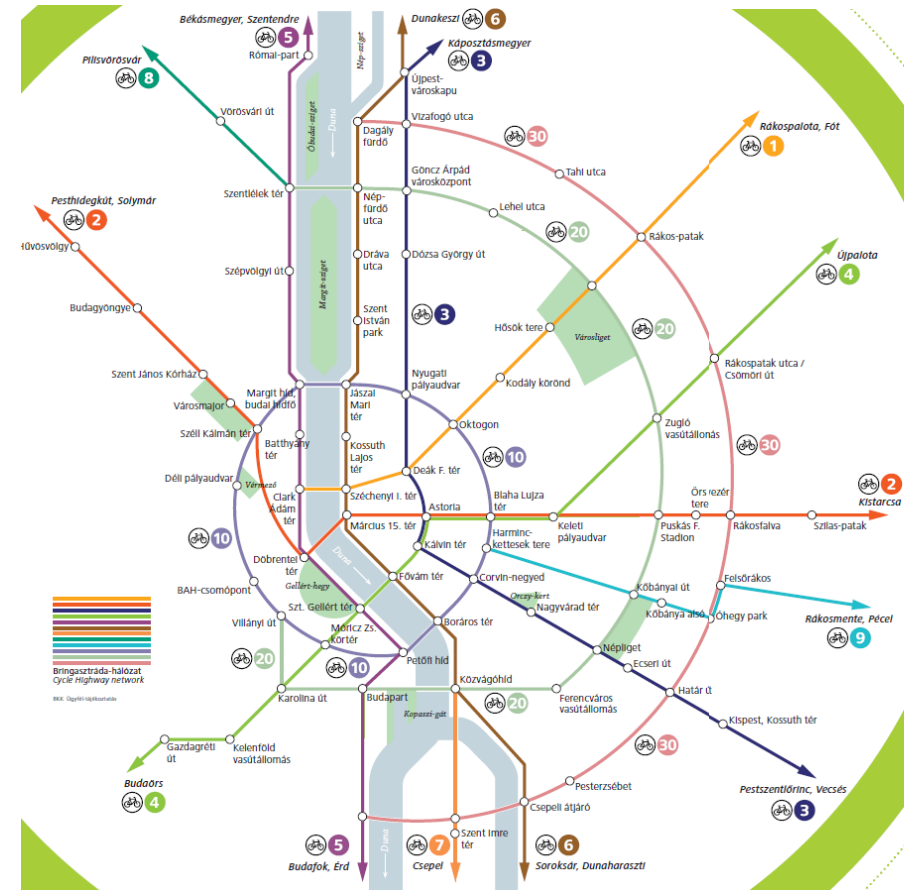 Békásmegyer, Szentendre
5
Római-part
Dunakeszi
6
Káposztásmegyer
3
Nép-sziget
Újpest-
városkapu
Pilisvörösvár
8
Vörösvári út
Óbudai-sziget
Duna
Dagály
fürdő
Vizafogó utca
30
Tahi utca
Rákospalota, Fót
1
Szentlélek tér
Nép-
fürdő
utca
Göncz Árpád
városközpont
Lehel utca
20
Rákos-patak
Pesthidegkút, Solymár
2
Hűvösvölgy
Szépvölgyi út
Margit-sziget
Dráva
utca
Dózsa György út
Újpalota
4
Budagyöngye
Szent
István
park
3
Hősök tere
Városliget
20
Szent János Kórház
Városmajor
Margit híd,
budai hídfő
Jászai
Mari
tér
Nyugati
pályaudvar
Kodály körönd
Rákospatak utca /
Csömöri út
Széll Kálmán tér
Batthyány
tér
Kossuth
Lajos
tér
Oktogon
Zugló
vasútállomás
10
30
Déli pályaudvar
Vérmező
Clark
Ádám
tér
Széchenyi I. tér
Deák F. tér
Astoria
Blaha Lujza
tér
Március 15. tér
Keleti
pályaudvar
Puskás F.
Stadion
Örs vezér
tere
Rákosfalva
Szilas-patak
2
Kistarcsa
10
Döbrentei
tér
Duna
Kálvin tér
Harminc-
kettesek tere
BAH-csomópont
Gellért-hegy
Fővám tér
Corvin-negyed
Orczy-kert
Nagyvárad tér
Kőbányai út
Kőbánya alsó
Felsőrákos
Óhegy park
Rákosmente, Pécel
9
Villányi út
Szt. Gellért tér
Móricz Zs.
körtér
Boráros tér
Népliget
Ecseri út
20
10
Petőfi híd
Karolina út
Budapart
Közvágóhíd
20
Ferencváros
vasútállomás
Határ út
Kopaszi-gát
Kispest, Kossuth tér
30
Gazdagréti
út
Kelenföld
vasútállomás
Budaörs
4
Pesterzsébet
Csepeli átjáró
Pestszentlőrinc, Vecsés
3
Duna
Szent Imre
tér
5
Budafok, Érd
7
Csepel
6
Soroksár, Dunaharaszti
Bringasztráda-hálózat
Cycle Highway network
BKK Ügyfél-tájékoztatás